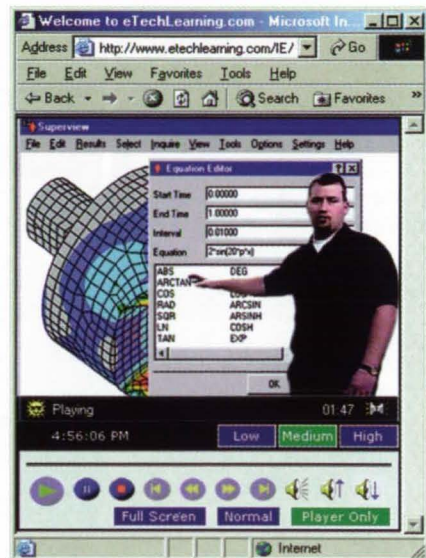 Welcome to eTechLearning.com - Microsoft In...
Address http://www.etechlearning.com/IE/ Go
File Edit View Favorites Tools Help
Back Search Favorites »
Superview
File Edit Results Select Inquire View Tools Options Settings Help
Equation Editor
Start Time 0.00000
End Time 1.00000
Interval 0.01000
Equation 2*sin(20*p*x)
ABS DEG
ARCTAN
COS
RAD ARCSIN
SQR ARSINH
LN COSH
TAN EXP
OK
Playing 01:47
4:56:06 PM Low Medium High
Full Screen Normal Player Only
Internet